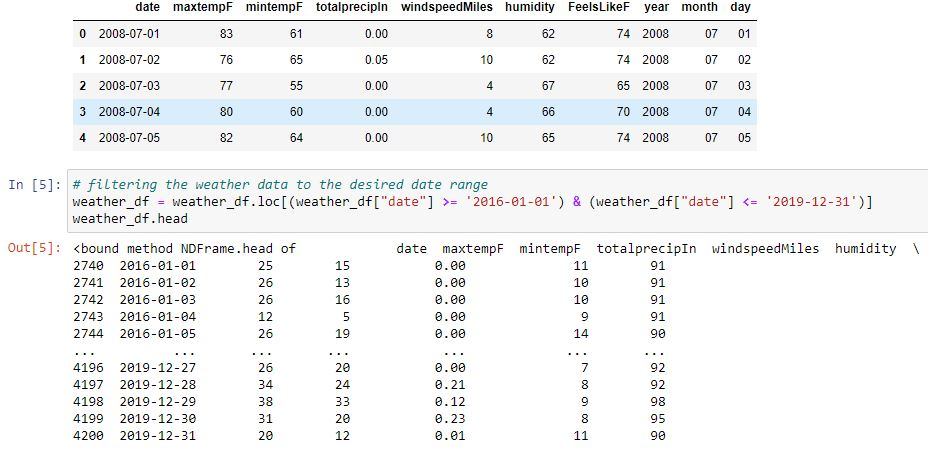 date maxtempF mintempF totalprecipIn windspeedMiles humidity FeelsLikeF year month day
0 2008-07-01 83 61 0.00 8 62 74 2008 07 01
1 2008-07-02 76 65 0.05 10 62 74 2008 07 02
2 2008-07-03 77 55 0.00 4 67 65 2008 07 03
3 2008-07-04 80 60 0.00 4 66 70 2008 07 04
4 2008-07-05 82 64 0.00 10 65 74 2008 07 05
In [5]: # filtering the weather data to the desired date range
weather_df = weather_df.loc[(weather_df["date"] >= '2016-01-01') & (weather_df["date"] <= '2019-12-31')]
weather_df.head
Out[5]: <bound method NDFrame.head of date maxtempF mintempF totalprecipIn windspeedMiles humidity \
2740 2016-01-01 25 15 0.00 11 91
2741 2016-01-02 26 13 0.00 10 91
2742 2016-01-03 26 16 0.00 10 91
2743 2016-01-04 12 5 0.00 9 91
2744 2016-01-05 26 19 0.00 14 90
... ... ... ... ... ... ...
4196 2019-12-27 26 20 0.00 7 92
4197 2019-12-28 34 24 0.21 8 92
4198 2019-12-29 38 33 0.12 9 98
4199 2019-12-30 31 20 0.23 8 95
4200 2019-12-31 20 12 0.01 11 90